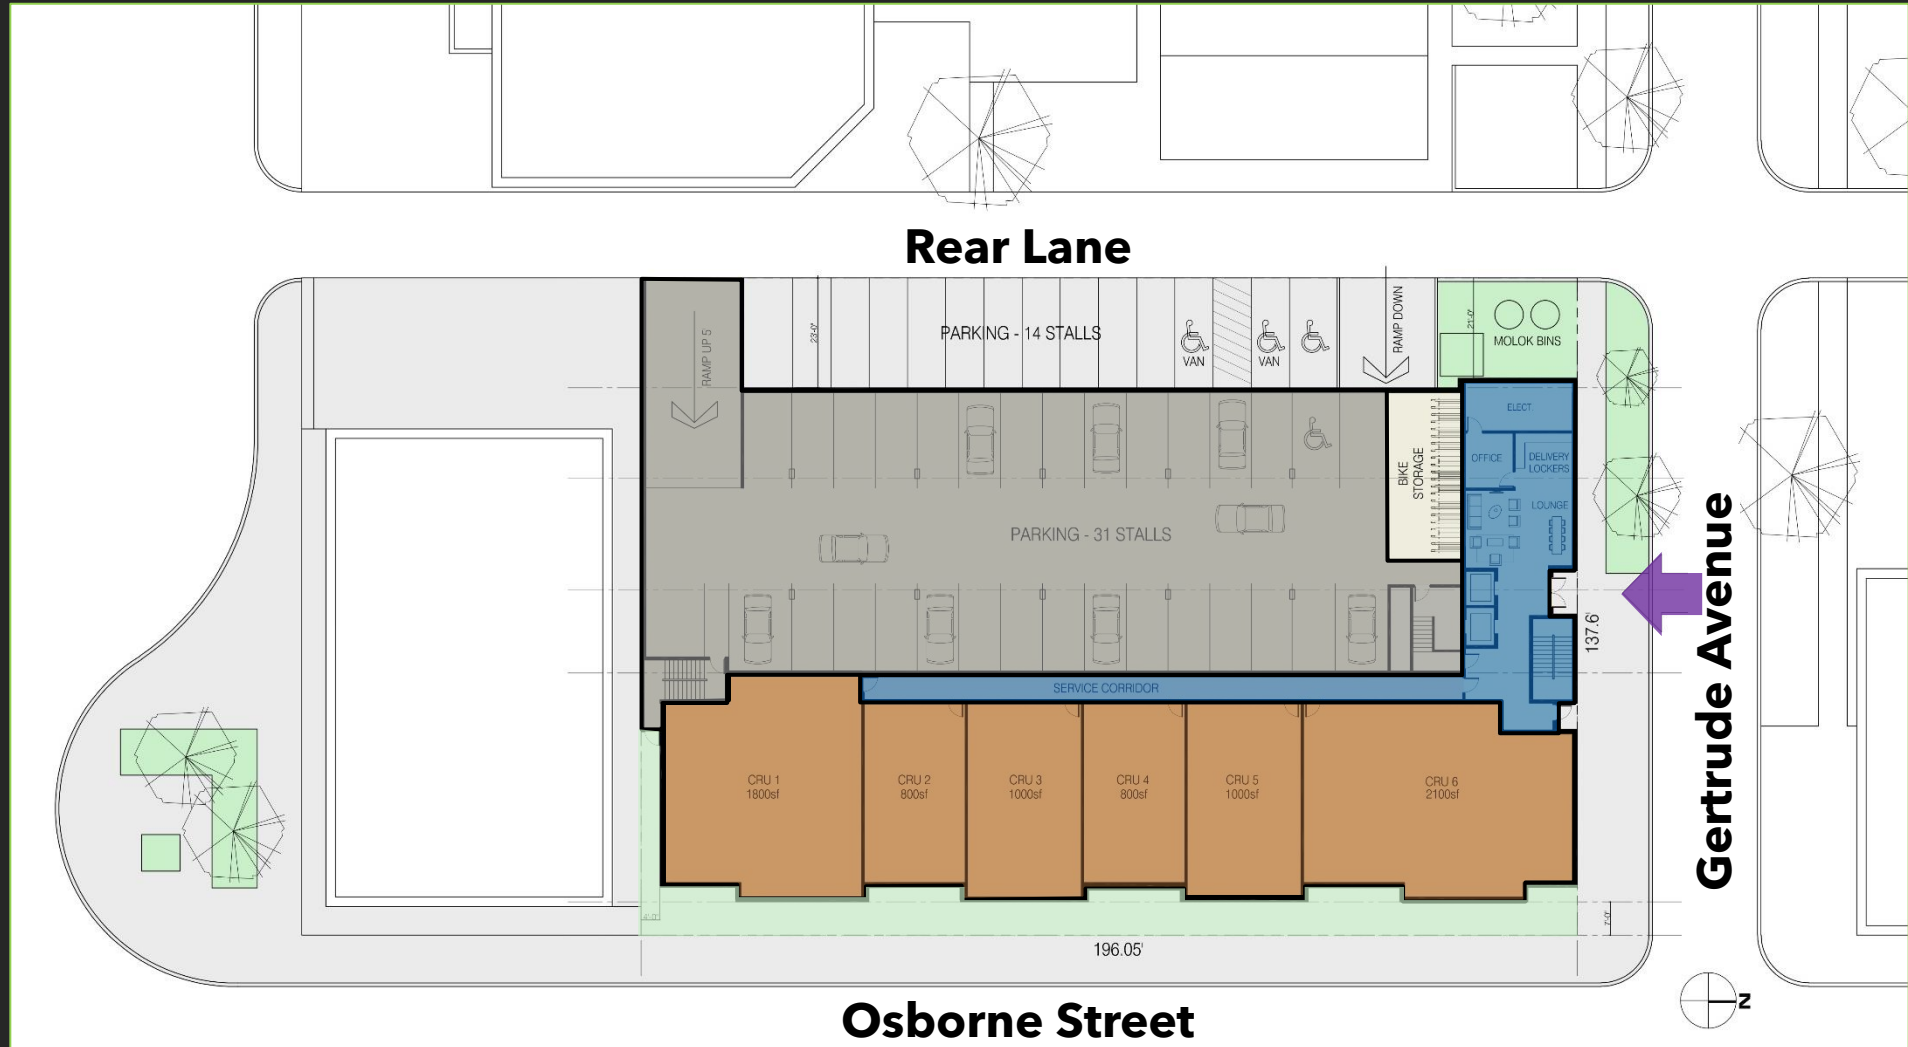 Rear Lane
RAMP UP 5'
23'-0"
PARKING - 14 STALLS
VAN
VAN
RAMP DOWN
21'-0"
MOLOK BINS
ELECT
OFFICE
DELIVERY
LOCKERS
LOUNGE
BIKE
STORAGE
PARKING - 31 STALLS
137.6'
Gertrude Avenue
SERVICE CORRIDOR
CRU 1
1800sf
CRU 2
800sf
CRU 3
1000sf
CRU 4
800sf
CRU 5
1000sf
CRU 6
2100sf
7'-0"
196.05'
Osborne Street
N